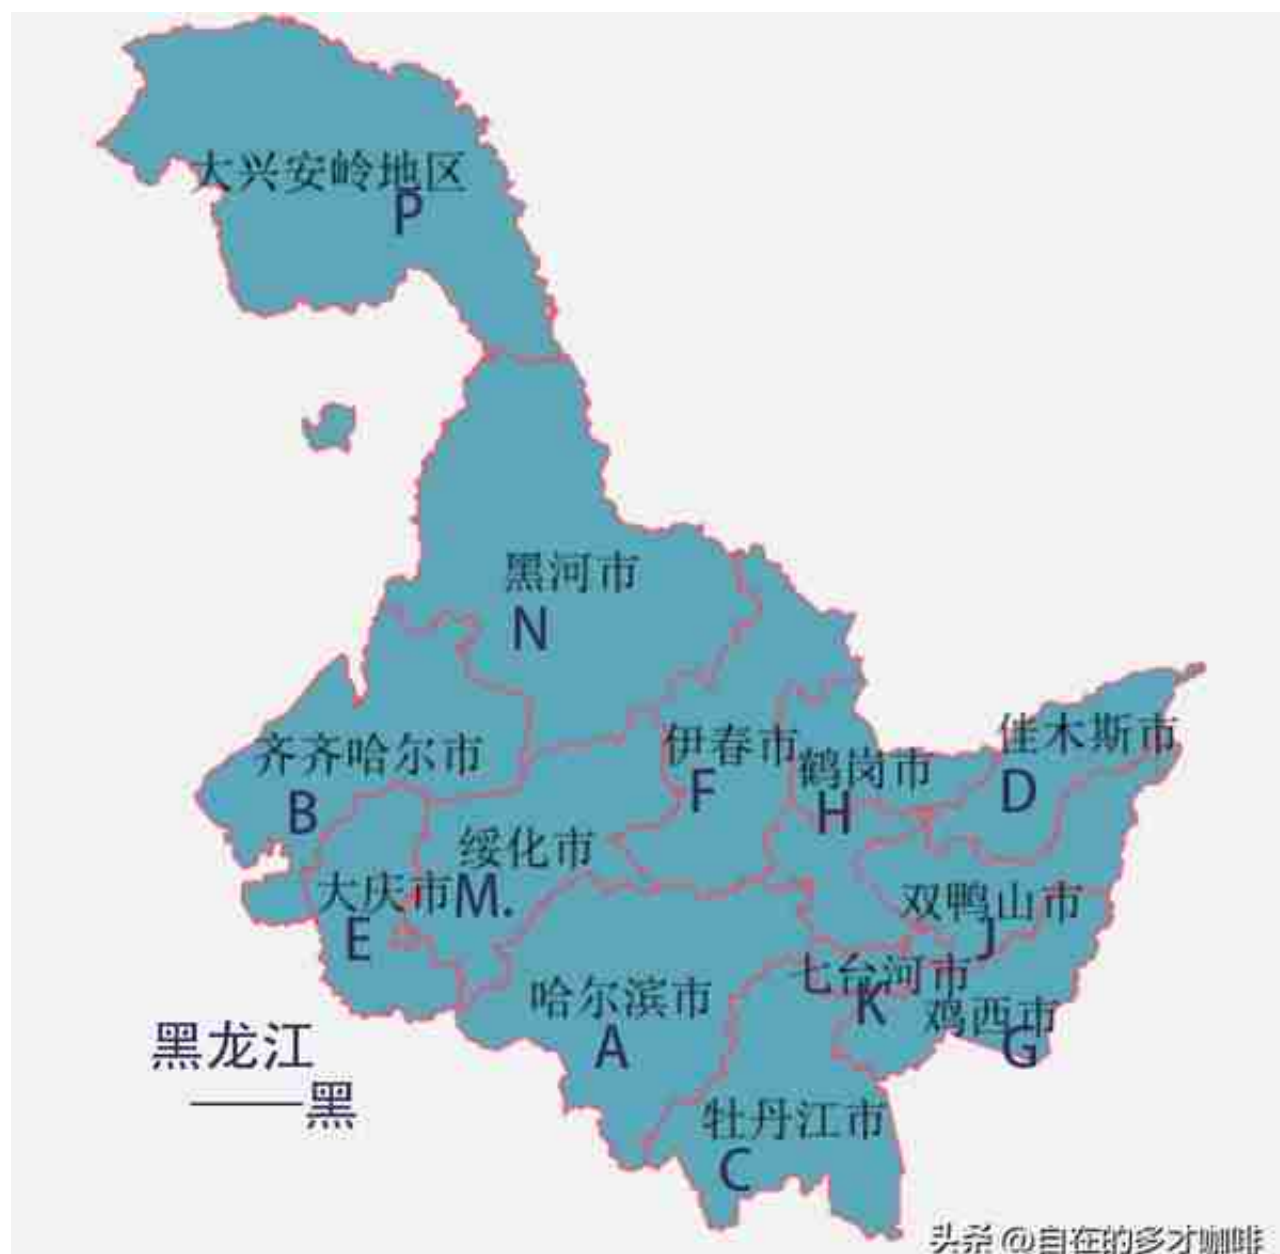 大兴安岭地区
P
黑河市
N
齐齐哈尔市
B
伊春市
F
鹤岗市
H
佳木斯市
D
绥化市
M.
大庆市
E
双鸭山市
J
七台河市
K
鸡西市
G
哈尔滨市
A
牡丹江市
C
黑龙江
——黑
头条 @自在的多才咖啡